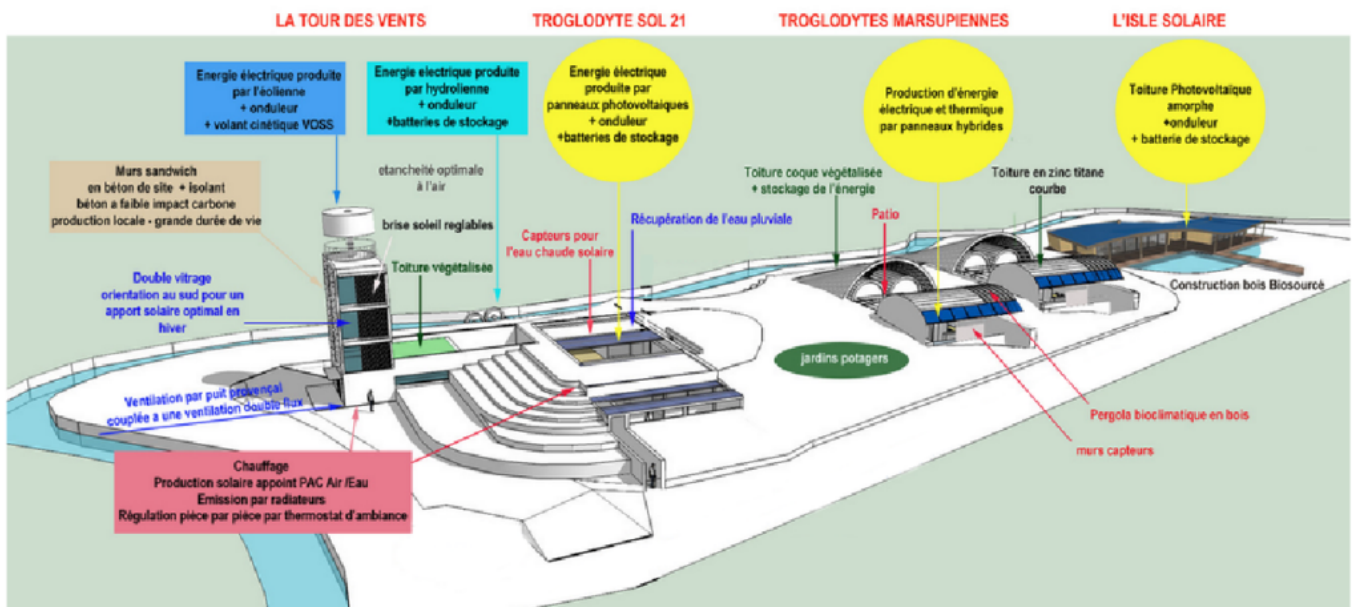 LA TOUR DES VENTS
TROGLODYTE SOL 21
TROGLODYTES MARSUPIENNES
L'ISLE SOLAIRE
Energie électrique produite
par l'éolienne
+ onduleur
+ volant cinétique VOSS
Energie electrique produite
par hydrolienne
+ onduleur
+batteries de stockage
Energie électrique
produite par
panneaux photovoltaiques
+ onduleur
+batteries de stockage
Production d'énergie
électrique et thermique
par panneaux hybrides
Toiture Photovoltaïque
amorphe
+onduleur
+ batterie de stockage
Murs sandwich
en béton de site + isolant
béton a faible impact carbone
production locale - grande durée de vie
etancheité optimale
à l'air
brise soleil reglables
Toiture végétalisée
Capteurs pour
l'eau chaude solaire
Récupération de l'eau pluviale
Toiture coque végétalisée
+ stockage de l'énergie
Patio
Toiture en zinc titane
courbe
Construction bois Biosourcé
Double vitrage
orientation au sud pour un
apport solaire optimal en
hiver
jardins potagers
Ventilation par puit provençal
couplée a une ventilation double flux
Pergola bioclimatique en bois
murs capteurs
Chauffage
Production solaire appoint PAC Air /Eau
Emission par radiateurs
Régulation pièce par pièce par thermostat d'ambiance